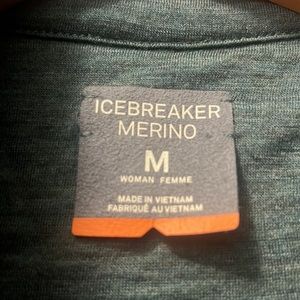 ICEBREAKER
MERINO
M
WOMAN FEMME
MADE IN VIETNAM
FABRIQUÉ AU VIETNAM